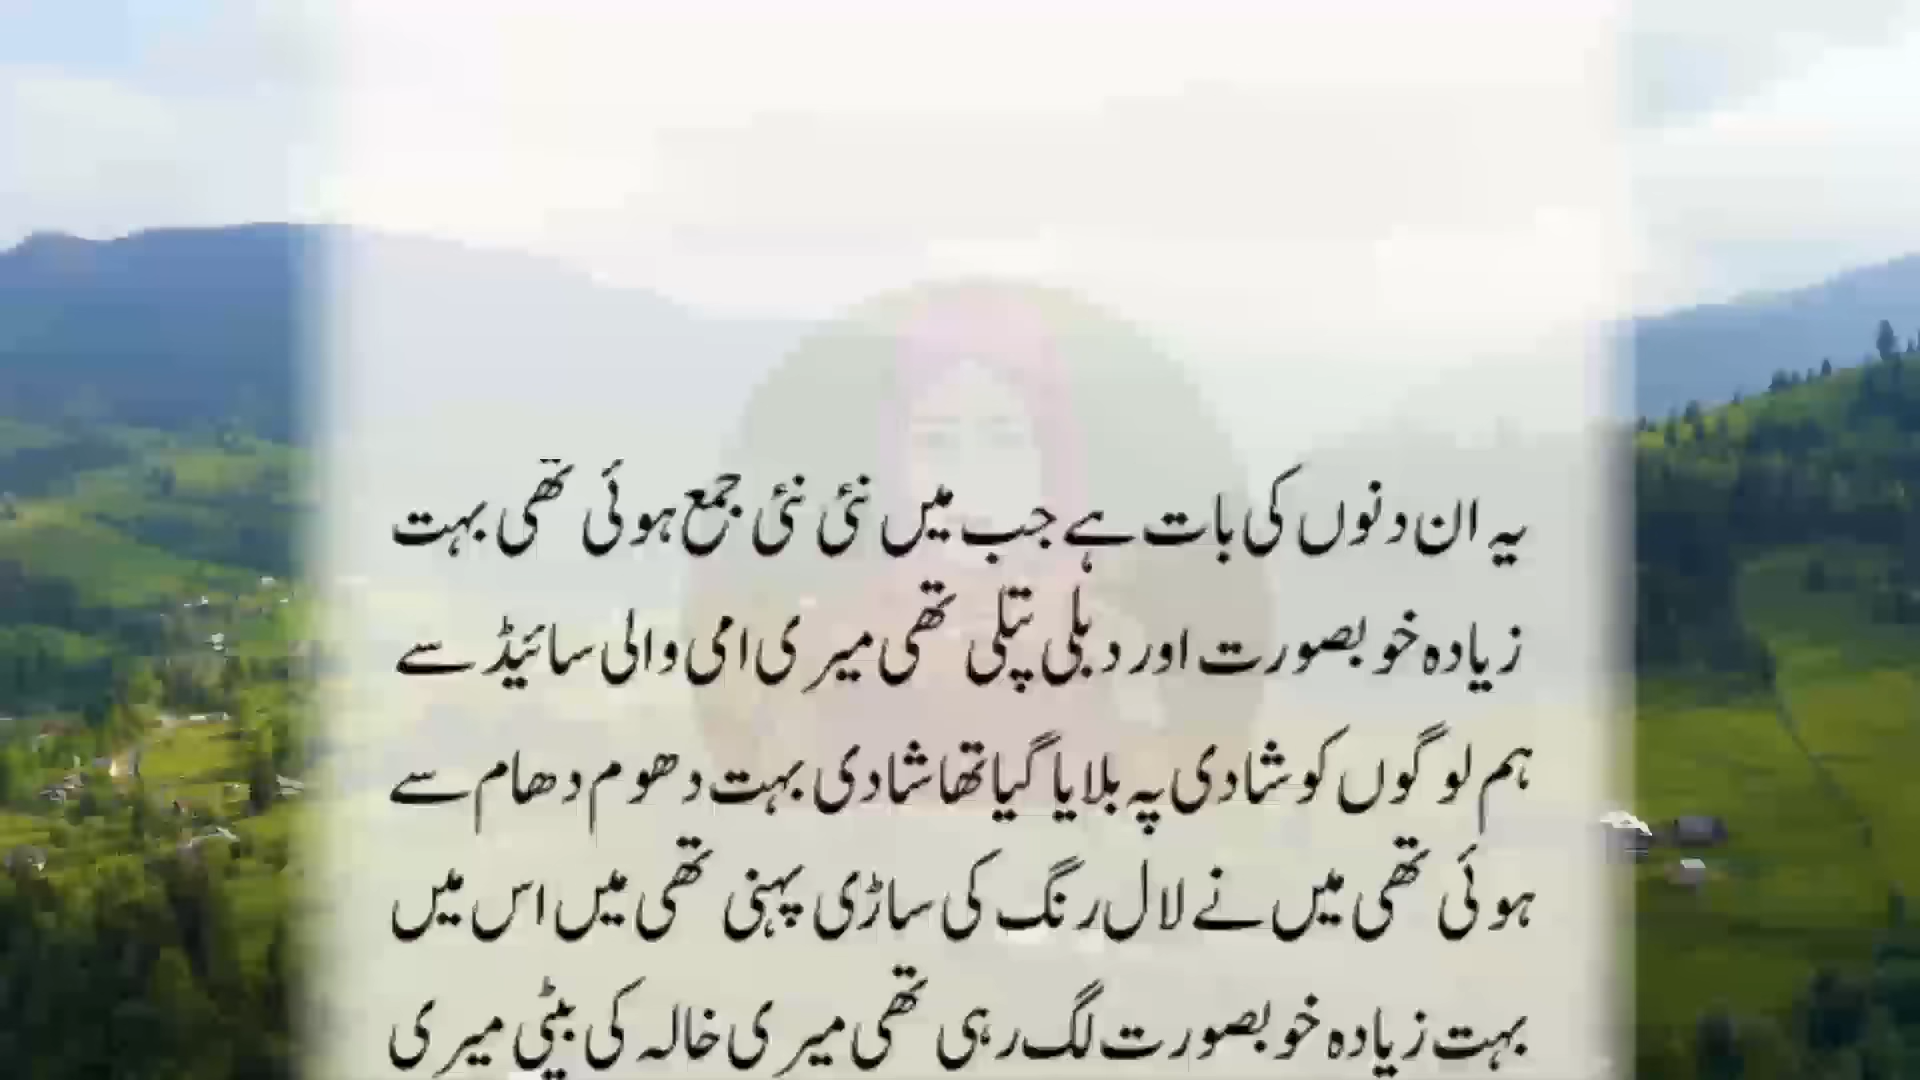 یہ ان دنوں کی بات ہے جب میں نئی نئی جمع ہوئی تھی بہت
زیادہ خوبصورت اور دبلی پتلی تھی میری امی والی سائیڈ سے
ہم لوگوں کو شادی پہ بلایا گیا تھا شادی بہت دھوم دھام سے
ہوئی تھی میں نے لال رنگ کی ساڑی پہنی تھی میں اس میں
بہت زیادہ خوبصورت لگ رہی تھی میری خالہ کی بیٹی میری